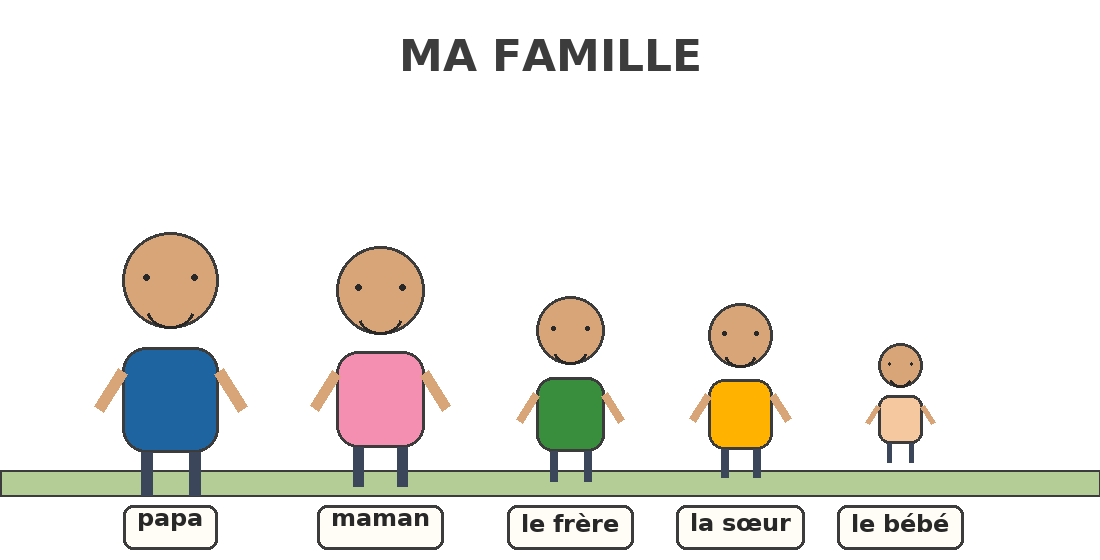 MA FAMILLE
papa
maman
le frère
la sœur
le bébé